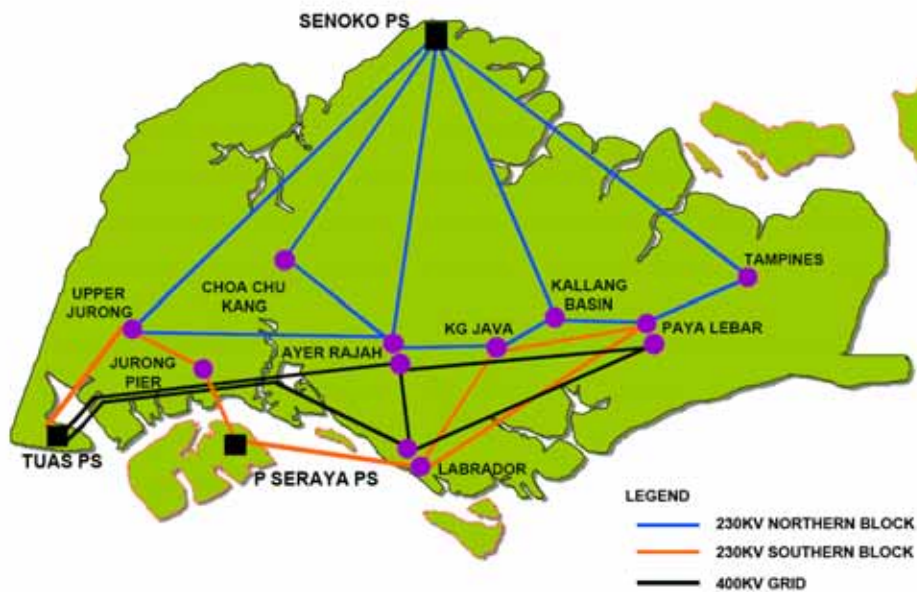 SENOKO PS
TAMPINES
CHOA CHU
KANG
KALLANG
BASIN
UPPER
JURONG
KG JAVA
PAYA LEBAR
AYER RAJAH
JURONG
PIER
TUAS PS
P SERAYA PS
LABRADOR
LEGEND
230KV NORTHERN BLOCK
230KV SOUTHERN BLOCK
400KV GRID